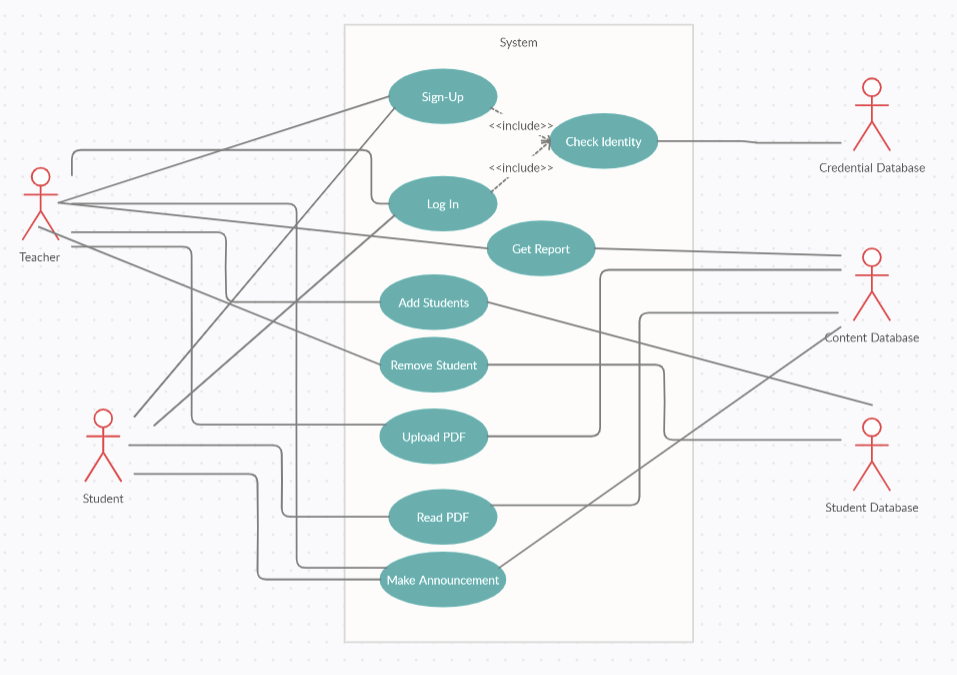 System
Sign-Up
<<include>>
Check Identity
Credential Database
<<include>>
Log In
Teacher
Get Report
Add Students
Content Database
Remove Student
Upload PDF
Student
Student Database
Read PDF
Make Announcement